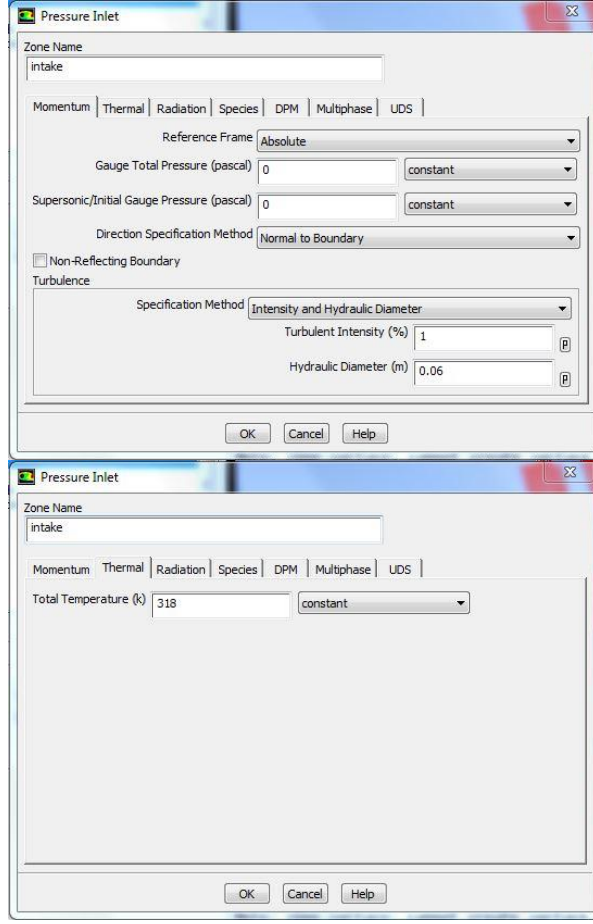 Pressure Inlet
Zone Name
intake
Momentum Thermal Radiation Species DPM Multiphase UDS
Reference Frame Absolute
Gauge Total Pressure (pascal) 0 constant
Supersonic/Initial Gauge Pressure (pascal) 0 constant
Direction Specification Method Normal to Boundary
Non-Reflecting Boundary
Turbulence
Specification Method Intensity and Hydraulic Diameter
Turbulent Intensity (%) 1 P
Hydraulic Diameter (m) 0.06 P
OK Cancel Help
Pressure Inlet
Zone Name
intake
Momentum Thermal Radiation Species DPM Multiphase UDS
Total Temperature (k) 318 constant
OK Cancel Help